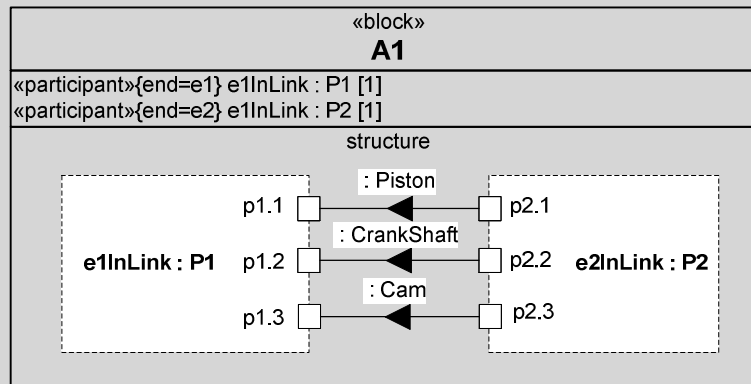 «block»
A1
«participant»{end=e1} e1InLink : P1 [1]
«participant»{end=e2} e1InLink : P2 [1]
structure
: Piston
p1.1
p2.1
: CrankShaft
e1InLink : P1
p1.2
p2.2
e2InLink : P2
: Cam
p1.3
p2.3